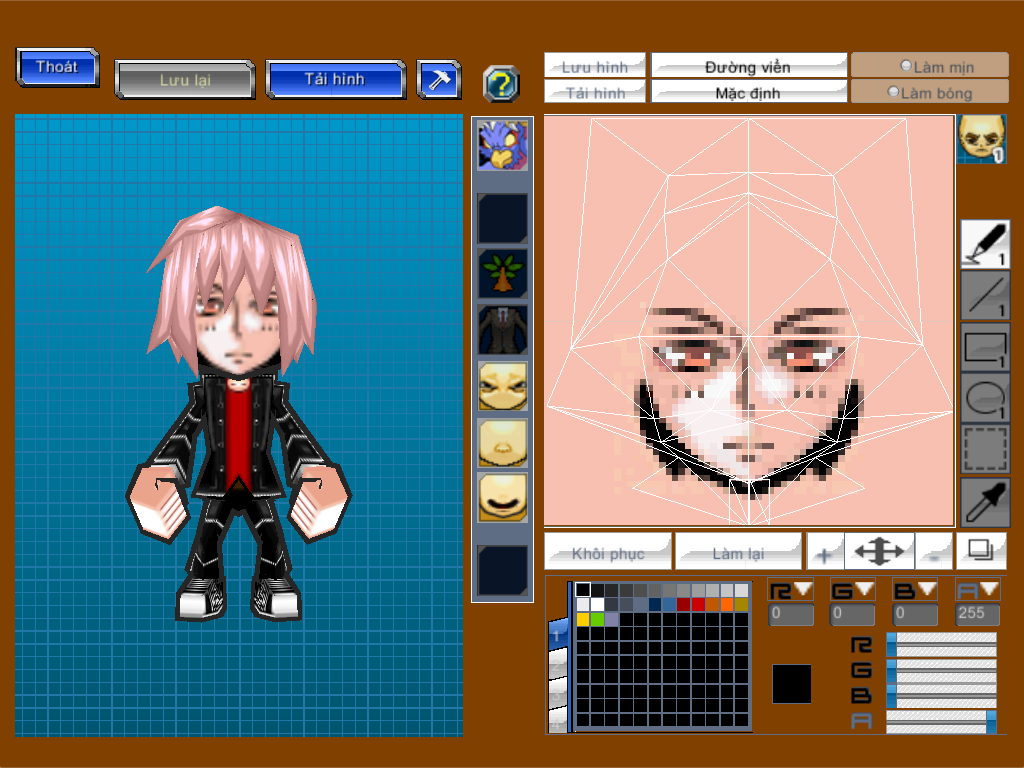 Thoát
Lưu lại
Tải hình
Lưu hình
Đường viền
Làm mịn
Tải hình
Mặc định
Làm bóng
1
1
1
1
1
Khôi phục
Làm lại
+
-
R G B A
0 0 0 255
1
R
G
B
A